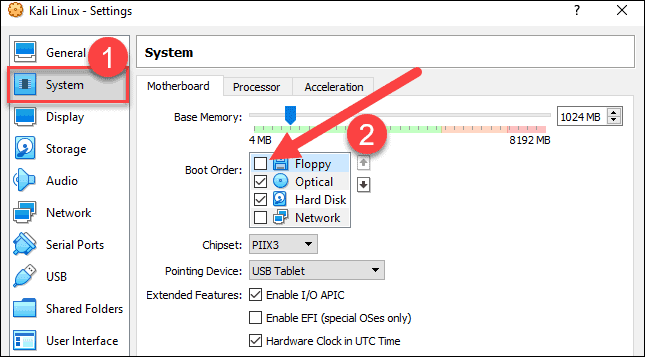 Kali Linux - Settings ? ×
General
1
System
Display
Storage
Audio
Network
Serial Ports
USB
Shared Folders
User Interface
System
Motherboard Processor Acceleration
Base Memory: 1024 MB
4 MB 8192 MB
2
Boot Order: Floppy
Optical
Hard Disk
Network
Chipset: PIIX3
Pointing Device: USB Tablet
Extended Features: Enable I/O APIC
Enable EFI (special OSes only)
Hardware Clock in UTC Time